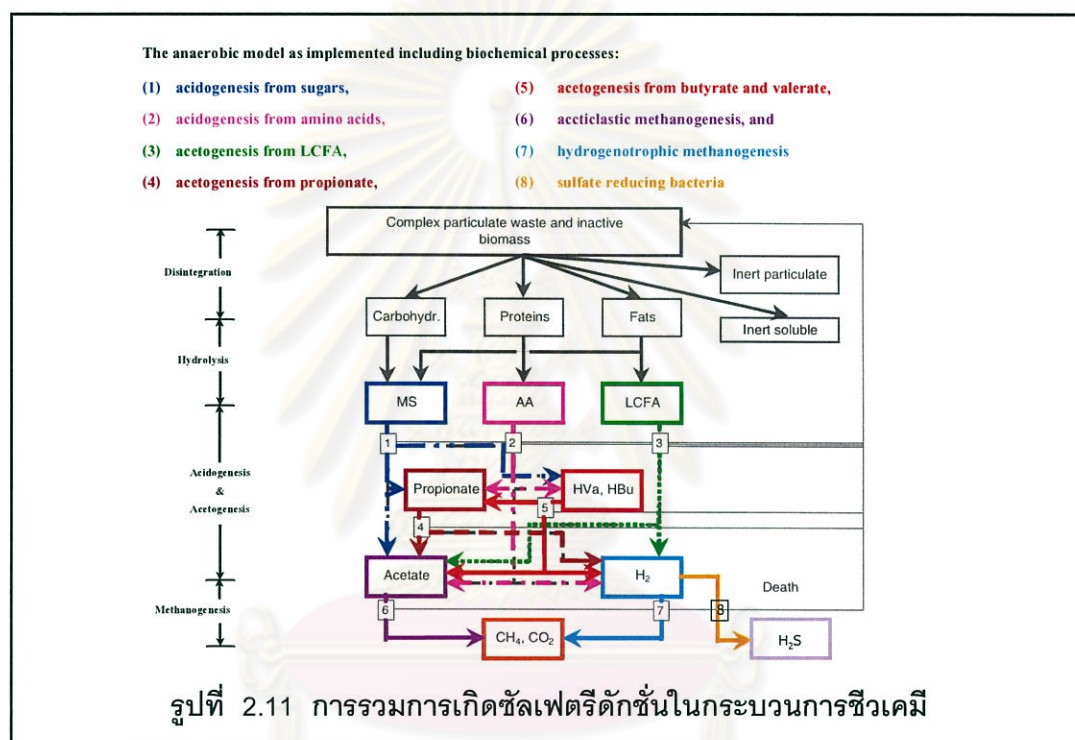 The anaerobic model as implemented including biochemical processes:
(1) acidogenesis from sugars,
(2) acidogenesis from amino acids,
(3) acetogenesis from LCFA,
(4) acetogenesis from propionate,
(5) acetogenesis from butyrate and valerate,
(6) accticlastic methanogenesis, and
(7) hydrogenotrophic methanogenesis
(8) sulfate reducing bacteria
Complex particulate waste and inactive
biomass
Disintegration
Inert particulate
Carbohydr.
Proteins
Fats
Inert soluble
Hydrolysis
MS
AA
LCFA
1
2
3
Acidogenesis
&
Acetogenesis
Propionate
HVa, HBu
5
4
Acetate
H₂
Death
Methanogenesis
6
7
8
CH₄, CO₂
H₂S
รูปที่ 2.11 การรวมการเกิดซัลเฟตรีดักชั่นในกระบวนการชีวเคมี